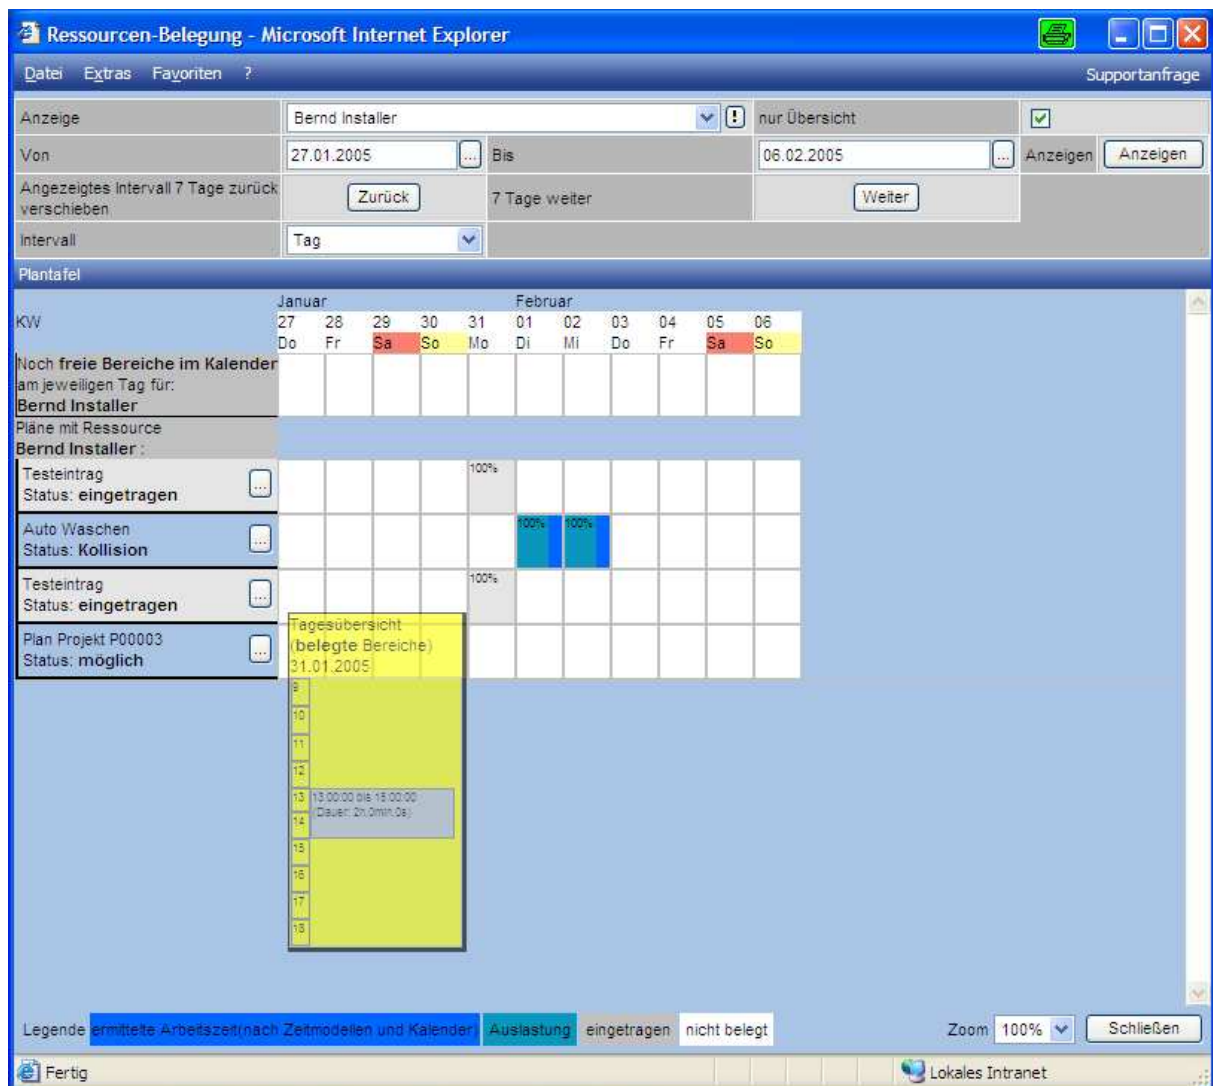 Ressourcen-Belegung - Microsoft Internet Explorer
Datei Extras Favoriten ? Supportanfrage
Anzeige Bernd Installer ! nur Übersicht
Von 27.01.2005 ... Bis 06.02.2005 ... Anzeigen Anzeigen
Angezeigtes Intervall 7 Tage zurück
verschieben Zurück 7 Tage weiter Weiter
Intervall Tag
Plantafel
Januar Februar
KW 27 28 29 30 31 01 02 03 04 05 06
Do Fr Sa So Mo Di Mi Do Fr Sa So
Noch freie Bereiche im Kalender
am jeweiligen Tag für:
Bernd Installer
Pläne mit Ressource
Bernd Installer :
Testeintrag 100%
Status: eingetragen ...
Auto Waschen 100% 100%
Status: Kollision ...
Testeintrag 100%
Status: eingetragen ...
Plan Projekt P00003
Status: möglich ...
Tagesübersicht
(belegte Bereiche)
31.01.2005
9
10
11
12
13 13:00:00 bis 15:00:00
(Dauer: 2h.0min.0s)
14
15
16
17
18
Legende ermittelte Arbeitszeit(nach Zeitmodellen und Kalender) Auslastung eingetragen nicht belegt Zoom 100% Schließen
Fertig Lokales Intranet